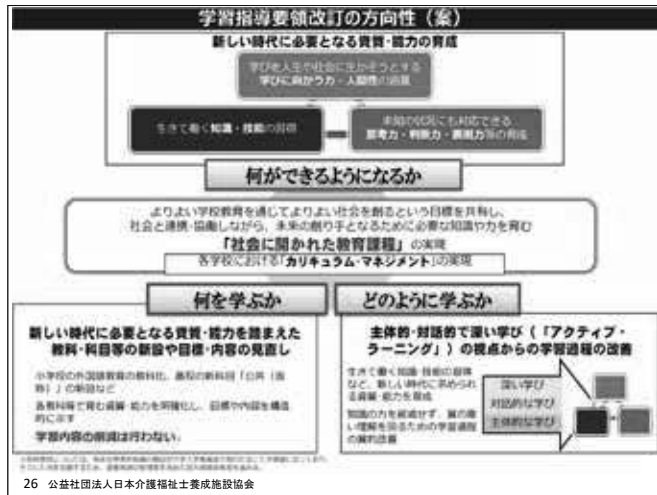 学習指導要領改訂の方向性（案）
新しい時代に必要となる資質・能力の育成
学びを人生や社会に生かそうとする
学びに向かう力・人間性の涵養
生きて働く知識・技能の習得
未知の状況にも対応できる
思考力・判断力・表現力等の育成
何ができるようになるか
よりよい学校教育を通じてよりよい社会を創るという目標を共有し、
社会と連携・協働しながら、未来の創り手となるために必要な知識や力を育む
「社会に開かれた教育課程」の実現
各学校における「カリキュラム・マネジメント」の実現
何を学ぶか
どのように学ぶか
新しい時代に必要となる資質・能力を踏まえた
教科・科目等の新設や目標・内容の見直し
小学校の外国語教育の教科化、高校の新科目「公共（仮
称）」の新設など
各教科等で育む資質・能力を明確化し、目標や内容を構造
的に示す
学習内容の削減は行わない
主体的・対話的で深い学び（「アクティブ・
ラーニング」）の視点からの学習過程の改善
生きて働く知識・技能の習得
など、新しい時代に求められ
る資質・能力を育成
知識の量を削減せず、質の高
い理解を図るための学習過程
の質的改善
深い学び
対話的な学び
主体的な学び
26 公益社団法人日本介護福祉士養成施設協会